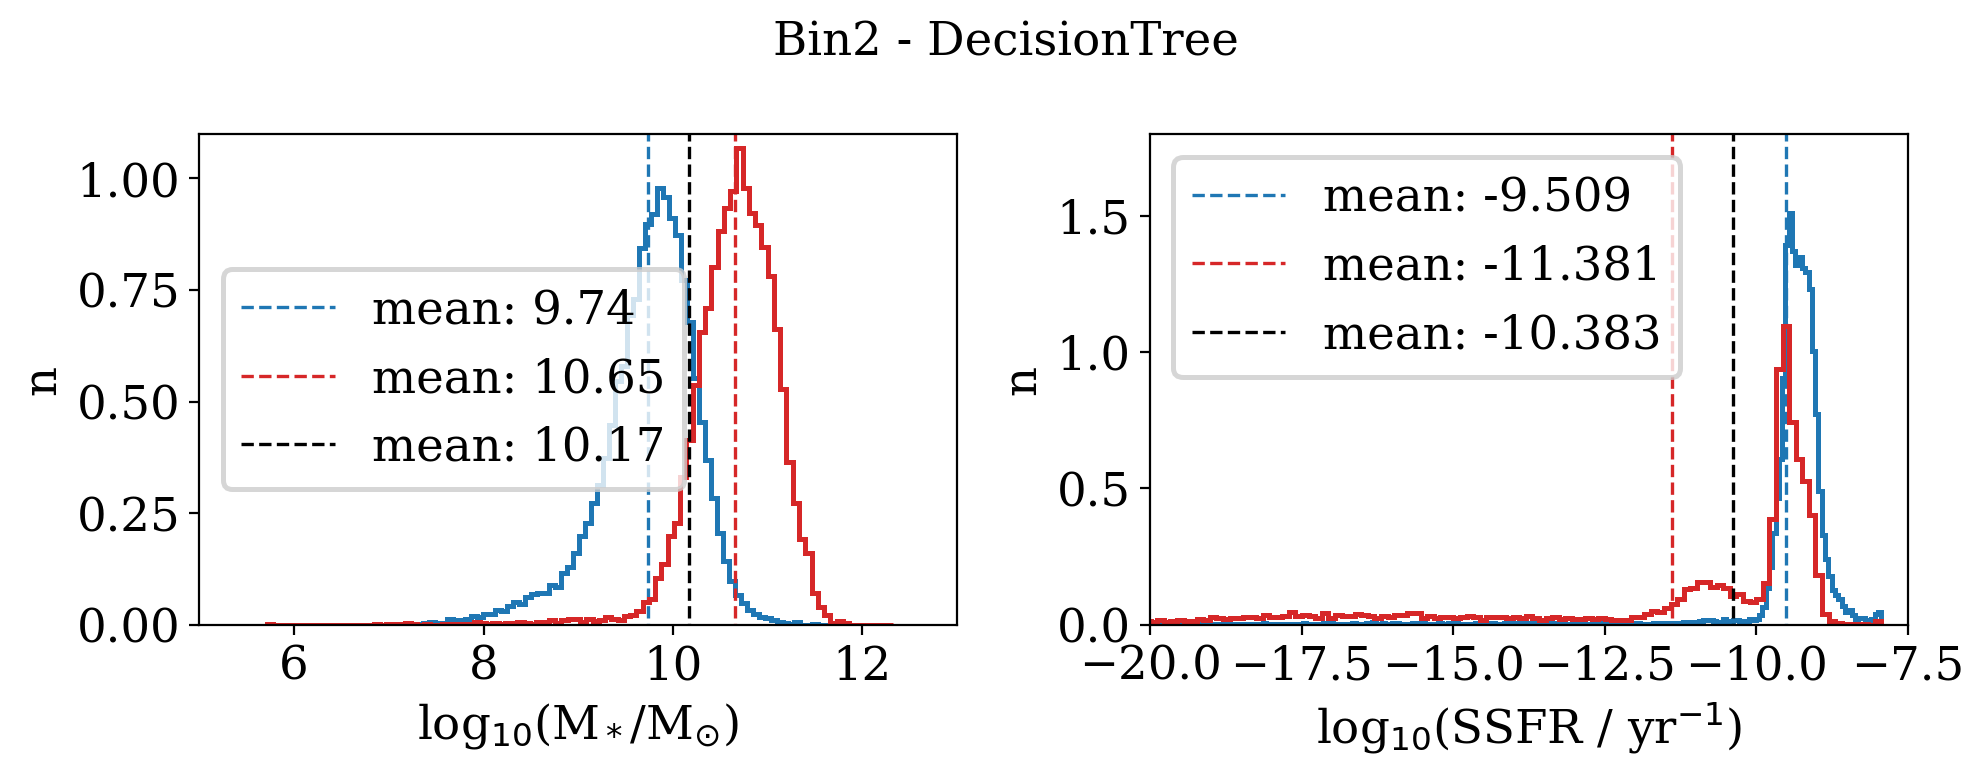 Bin2 - DecisionTree
n
1.00
0.75
0.50
0.25
0.00
mean: 9.74
mean: 10.65
mean: 10.17
6 8 10 12
log₁₀(M*/M☉)
n
1.5
1.0
0.5
0.0
mean: -9.509
mean: -11.381
mean: -10.383
−20.0 −17.5 −15.0 −12.5 −10.0 −7.5
log₁₀(SSFR / yr⁻¹)